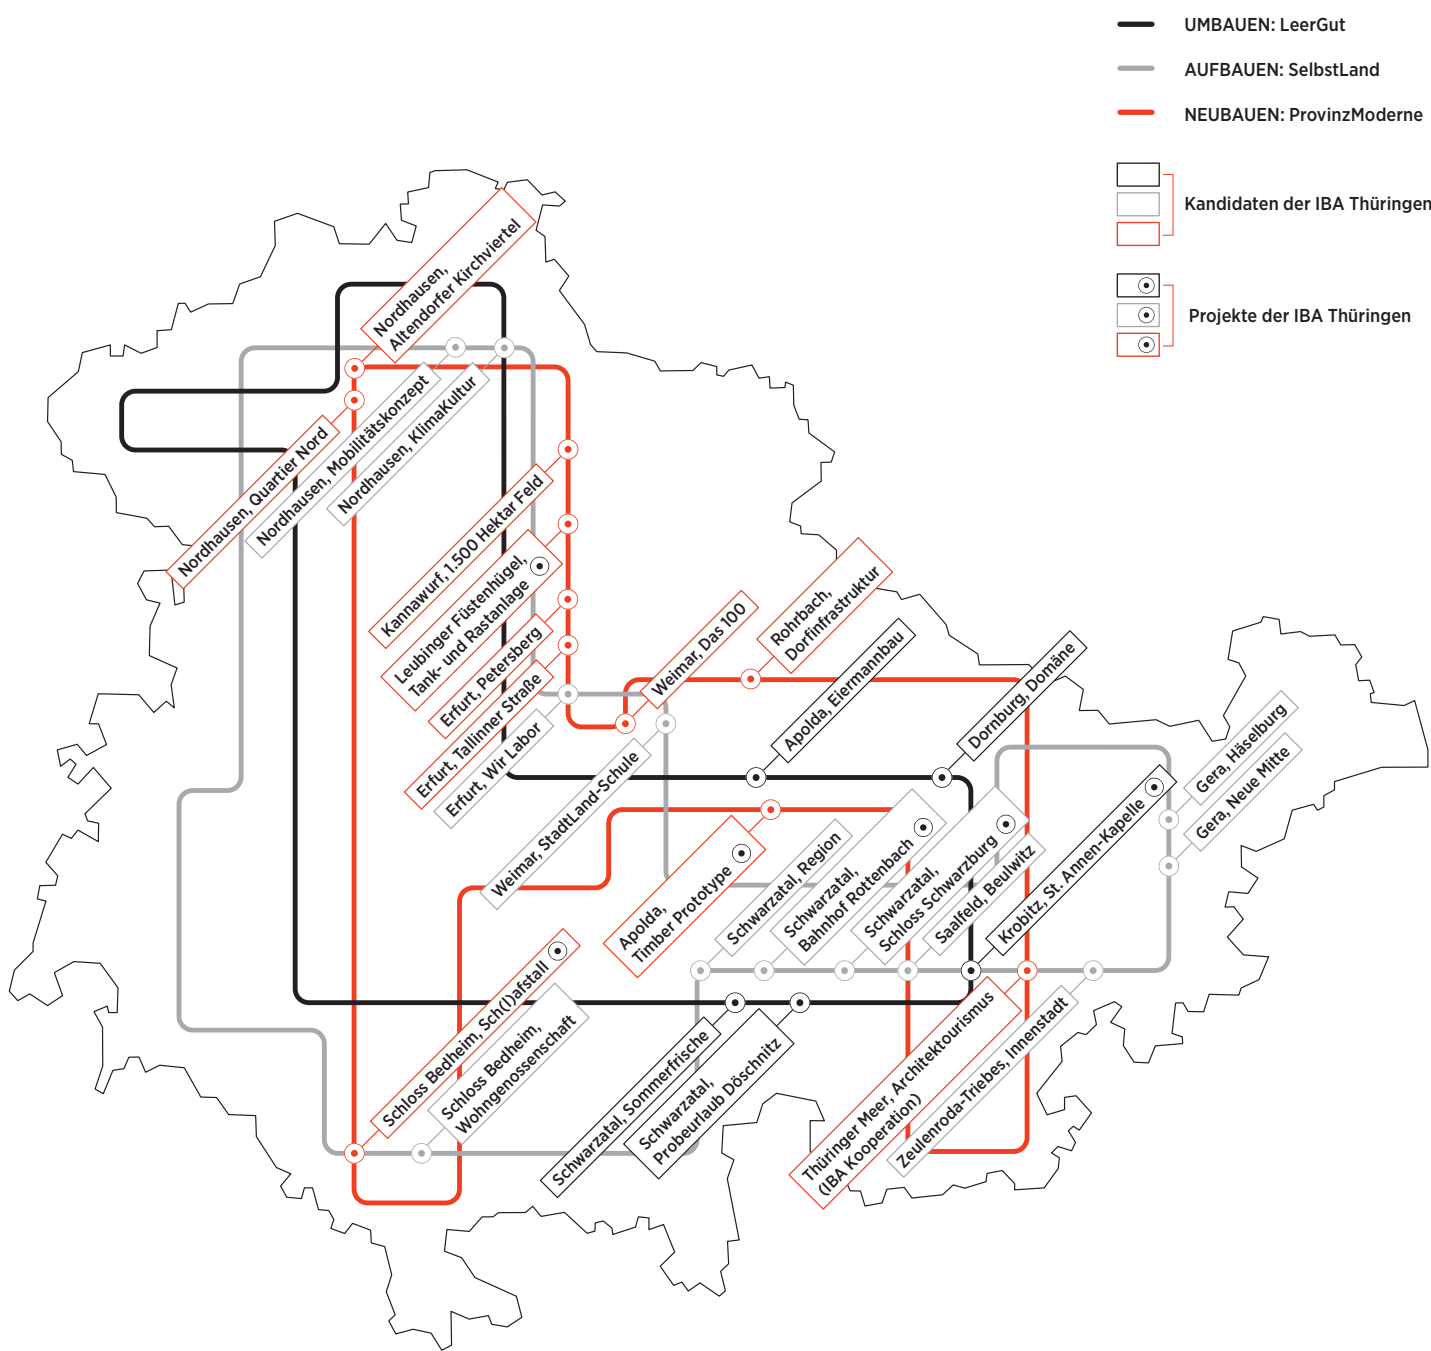 UMBAUEN: LeerGut
AUFBAUEN: SelbstLand
NEUBAUEN: ProvinzModerne
Kandidaten der IBA Thüringen
Projekte der IBA Thüringen
Nordhausen,
Altendorfer Kirchviertel
Nordhausen, Quartier Nord
Nordhausen, Mobilitätskonzept
Nordhausen, KlimaKultur
Kannawurf, 1.500 Hektar Feld
Leubinger Füstenhügel,
Tank- und Rastanlage
Erfurt, Petersberg
Erfurt, Tallinner Straße
Erfurt, Wir Labor
Weimar, Das 100
Rohrbach,
Dorfinfrastruktur
Apolda, Eiermannbau
Dornburg, Domäne
Weimar, StadtLand-Schule
Apolda,
Timber Prototype
Schwarzatal, Region
Schwarzatal,
Bahnhof Rottenbach
Schwarzatal,
Schloss Schwarzburg
Saalfeld, Beulwitz
Krobitz, St. Annen-Kapelle
Gera, Häselburg
Gera, Neue Mitte
Schloss Bedheim, Sch(l)afstall
Schloss Bedheim,
Wohngenossenschaft
Schwarzatal, Sommerfrische
Schwarzatal,
Probeurlaub Döschnitz
Thüringer Meer, Architektourismus
(IBA Kooperation)
Zeulenroda-Triebes, Innenstadt